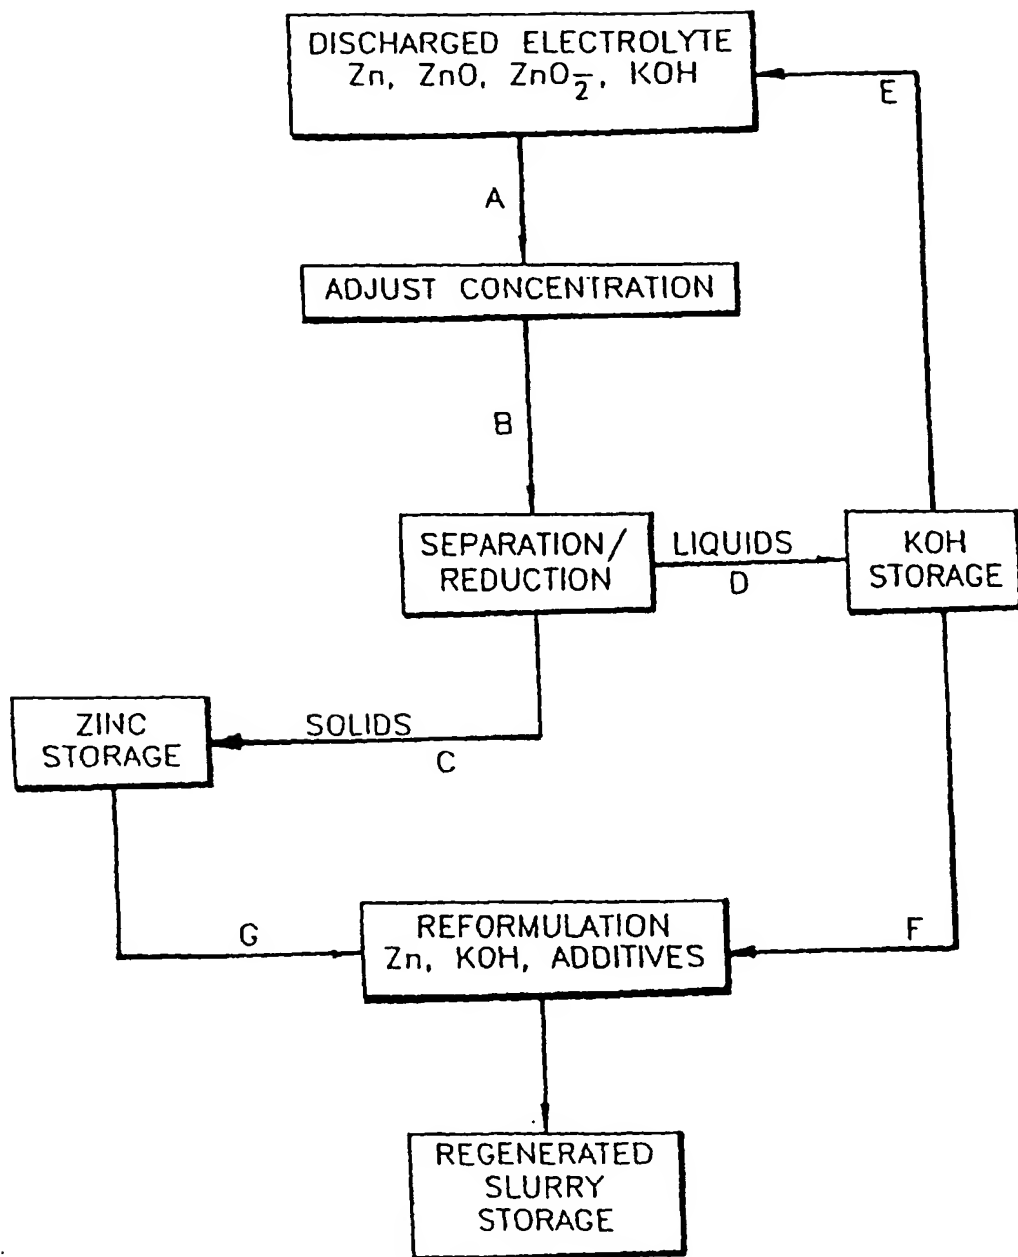 DISCHARGED ELECTROLYTE
Zn, ZnO, ZnO₂⁻, KOH
E
A
ADJUST CONCENTRATION
B
SEPARATION/
REDUCTION
LIQUIDS
D
KOH
STORAGE
ZINC
STORAGE
SOLIDS
C
G
REFORMULATION
Zn, KOH, ADDITIVES
F
REGENERATED
SLURRY
STORAGE